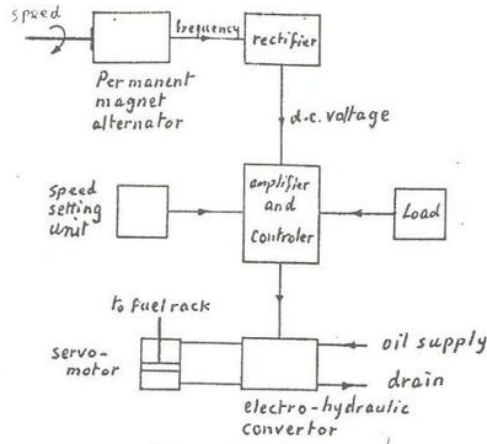 speed
frequency
rectifier
Permanent
magnet
alternator
d.c. voltage
speed
setting
unit
amplifier
and
controler
Load
to fuel rack
servo-
motor
oil supply
drain
electro-hydraulic
convertor